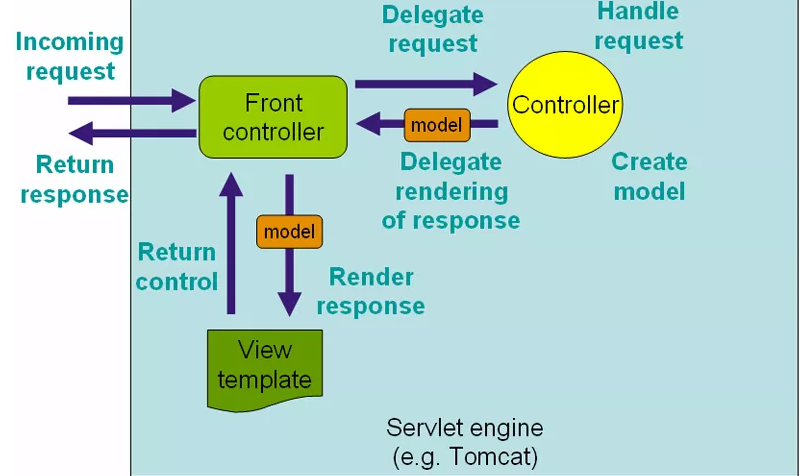 Incoming
request
Delegate
request
Handle
request
Front
controller
Controller
model
Return
response
Delegate
rendering
of response
Create
model
model
Return
control
Render
response
View
template
Servlet engine
(e.g. Tomcat)